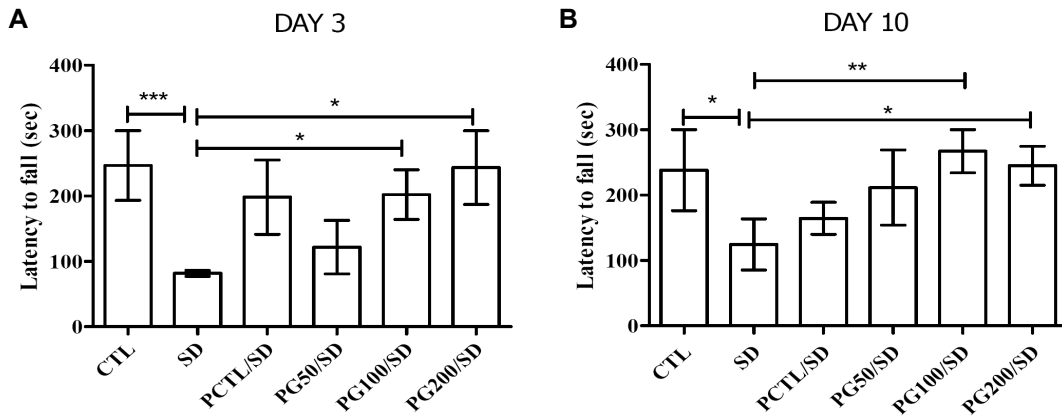 A
DAY 3
Latency to fall (sec)
400
300
200
100
0
***
*
*
CTL
SD
PCTL/SD
PG50/SD
PG100/SD
PG200/SD
B
DAY 10
Latency to fall (sec)
400
300
200
100
0
**
*
*
CTL
SD
PCTL/SD
PG50/SD
PG100/SD
PG200/SD